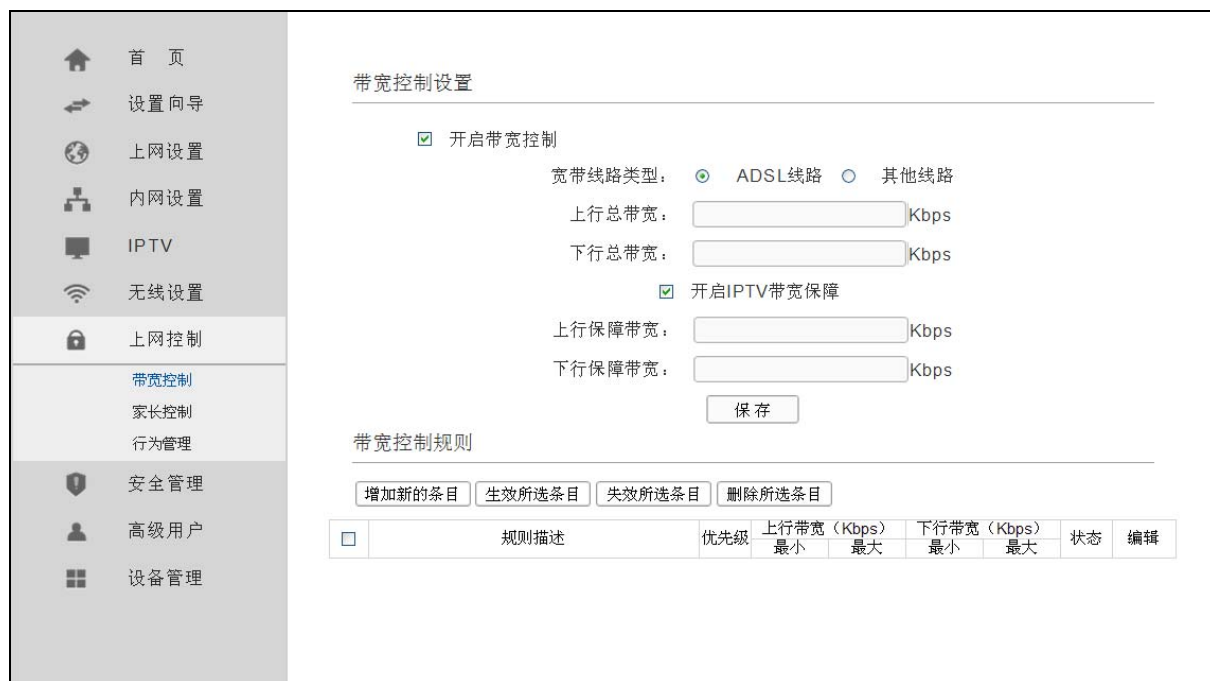 首 页
设置向导
上网设置
内网设置
IPTV
无线设置
上网控制
带宽控制
家长控制
行为管理
安全管理
高级用户
设备管理
带宽控制设置
开启带宽控制
宽带线路类型： ADSL线路 其他线路
上行总带宽： Kbps
下行总带宽： Kbps
开启IPTV带宽保障
上行保障带宽： Kbps
下行保障带宽： Kbps
保存
带宽控制规则
增加新的条目 生效所选条目 失效所选条目 删除所选条目
规则描述 优先级 上行带宽（Kbps） 下行带宽（Kbps） 状态 编辑
最小 最大 最小 最大